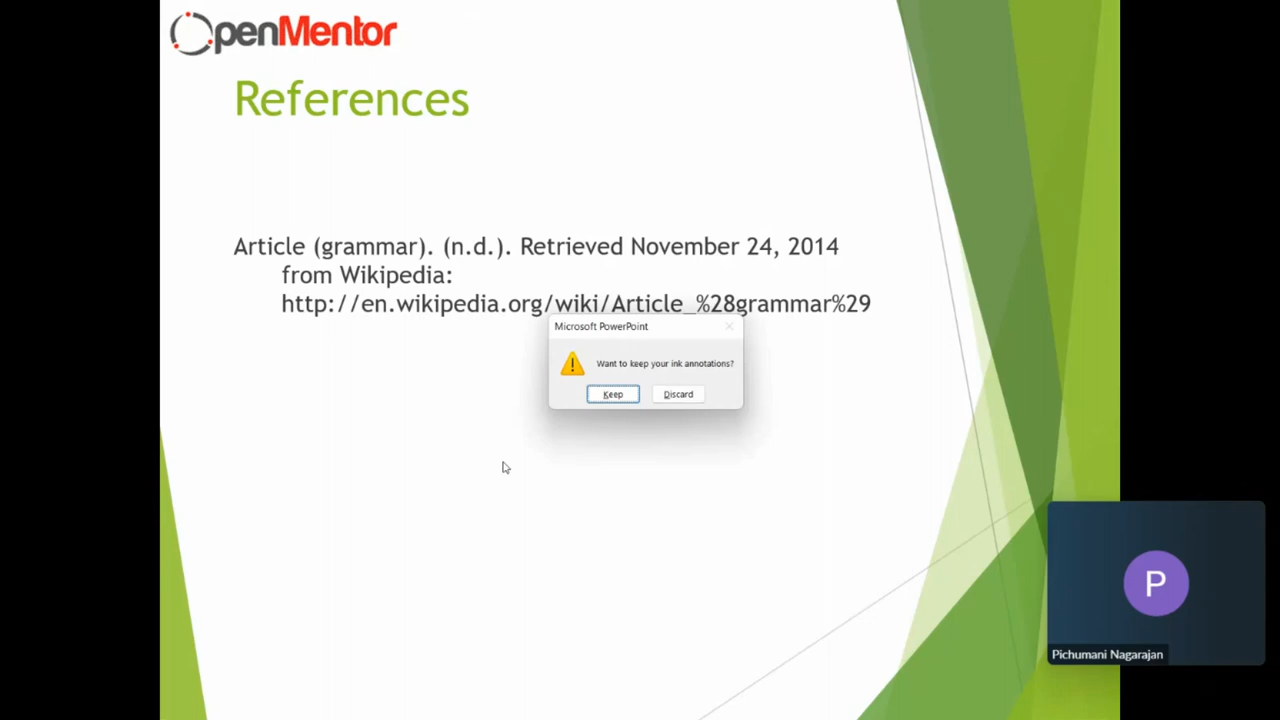 OpenMentor
References
Article (grammar). (n.d.). Retrieved November 24, 2014
from Wikipedia:
http://en.wikipedia.org/wiki/Article_%28grammar%29
Microsoft PowerPoint
Want to keep your ink annotations?
Keep
Discard
P
Pichumani Nagarajan